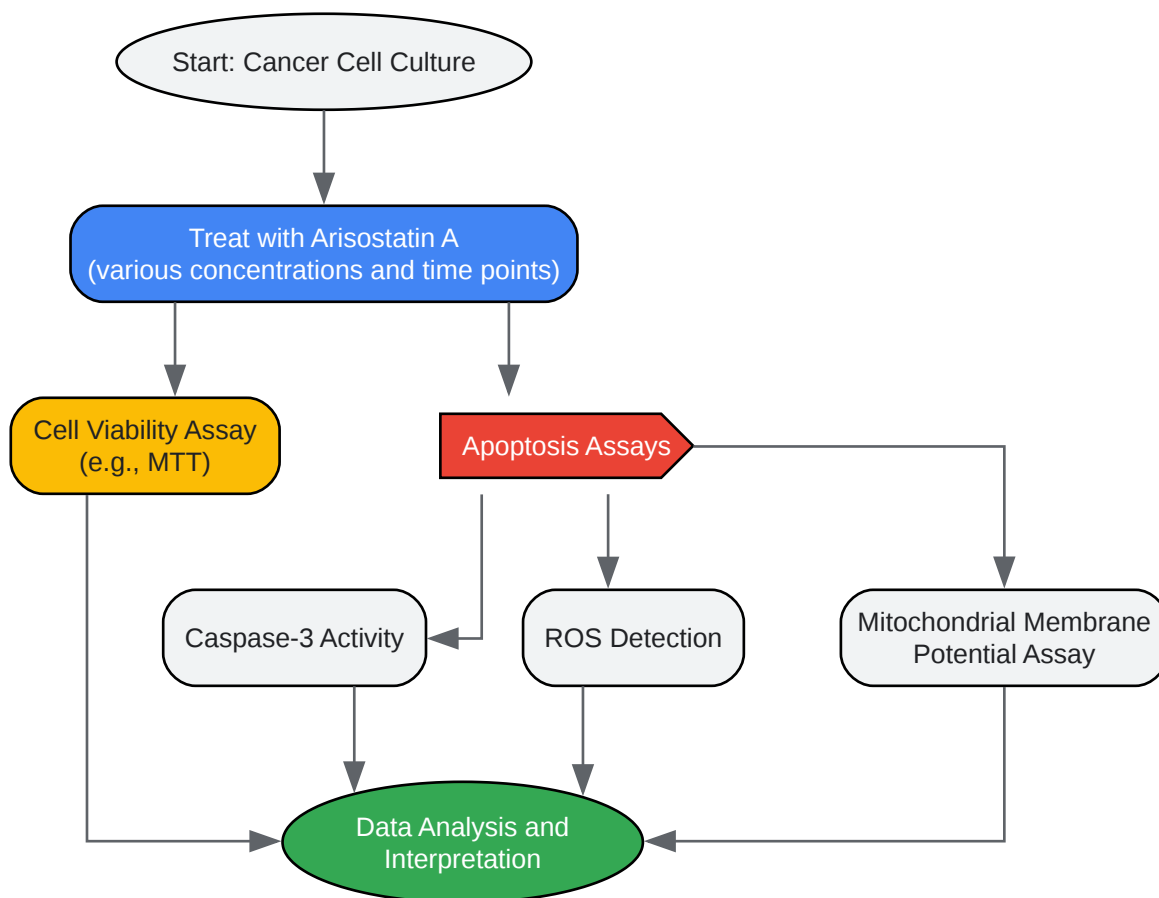 Start: Cancer Cell Culture
Treat with Arisostatin A
(various concentrations and time points)
Cell Viability Assay
(e.g., MTT)
Apoptosis Assays
Caspase-3 Activity
ROS Detection
Mitochondrial Membrane
Potential Assay
Data Analysis and
Interpretation